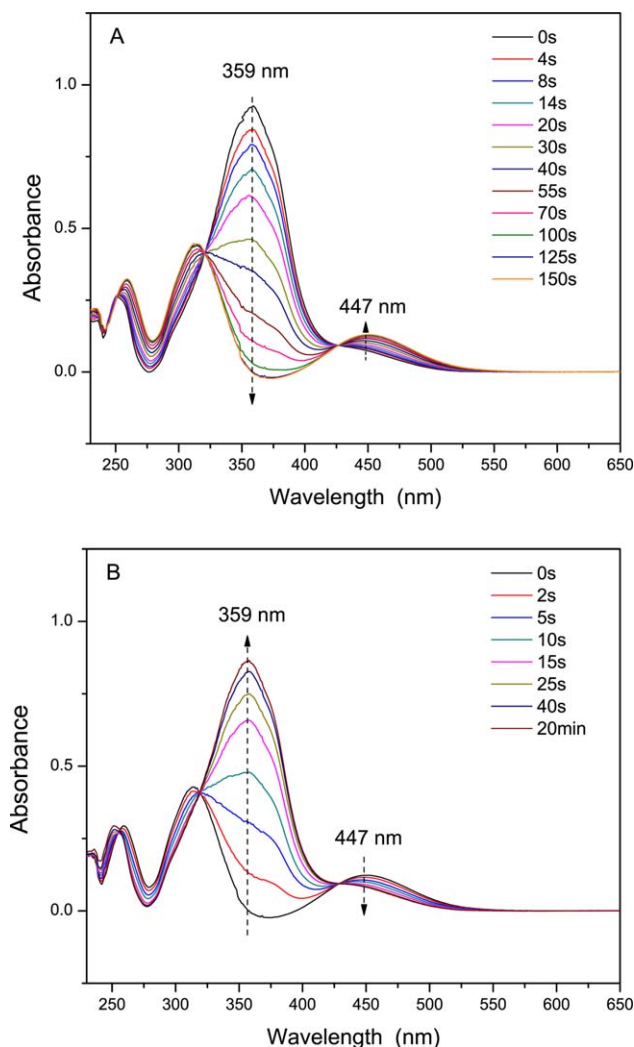 A
359 nm
447 nm
0s
4s
8s
14s
20s
30s
40s
55s
70s
100s
125s
150s
Absorbance
1.0
0.5
0.0
250 300 350 400 450 500 550 600 650
Wavelength (nm)
B
359 nm
447 nm
0s
2s
5s
10s
15s
25s
40s
20min
Absorbance
1.0
0.5
0.0
250 300 350 400 450 500 550 600 650
Wavelength (nm)